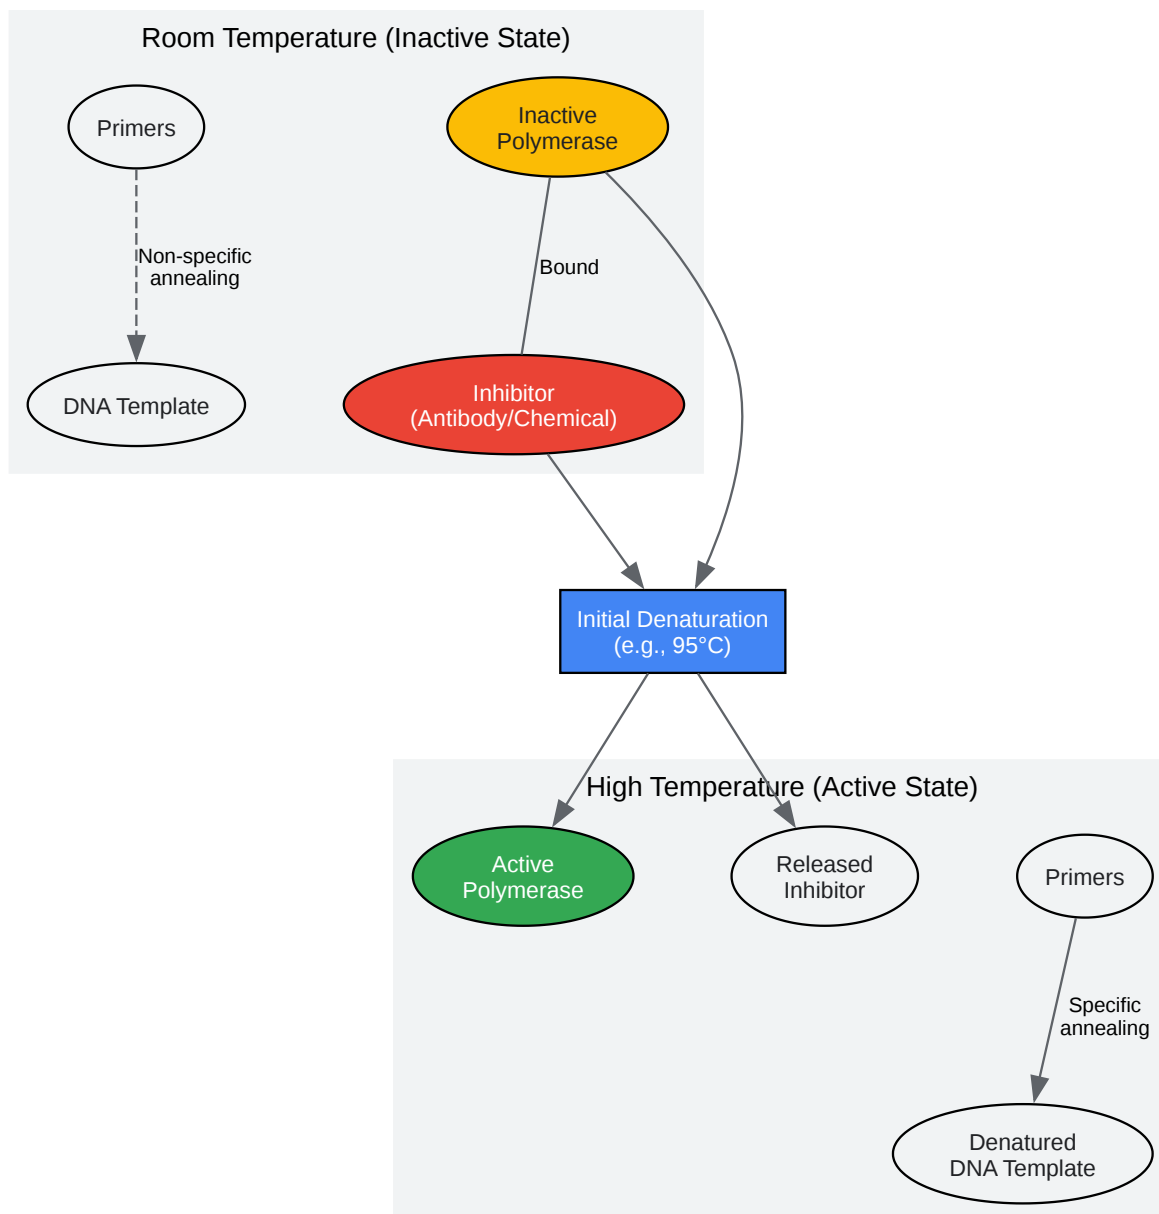 Room Temperature (Inactive State)
Primers
Inactive
Polymerase
Non-specific
annealing
Bound
DNA Template
Inhibitor
(Antibody/Chemical)
Initial Denaturation
(e.g., 95°C)
High Temperature (Active State)
Active
Polymerase
Released
Inhibitor
Primers
Specific
annealing
Denatured
DNA Template